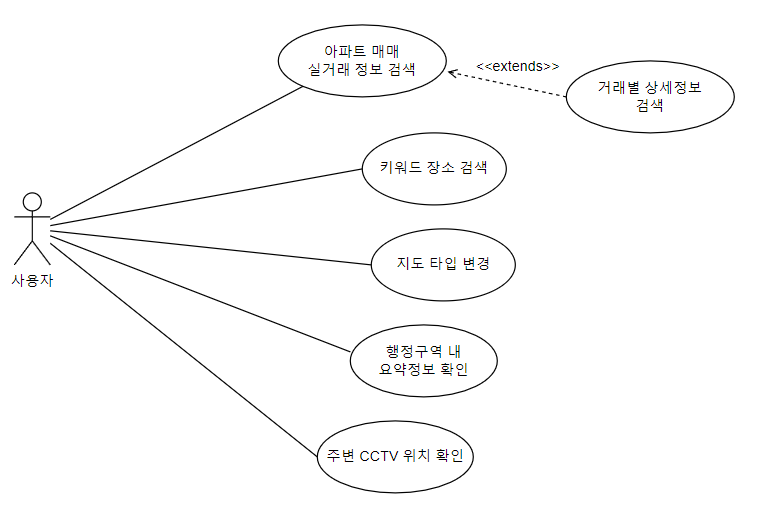 아파트 매매
실거래 정보 검색
<<extends>>
거래별 상세정보
검색
키워드 장소 검색
사용자
지도 타입 변경
행정구역 내
요약정보 확인
주변 CCTV 위치 확인